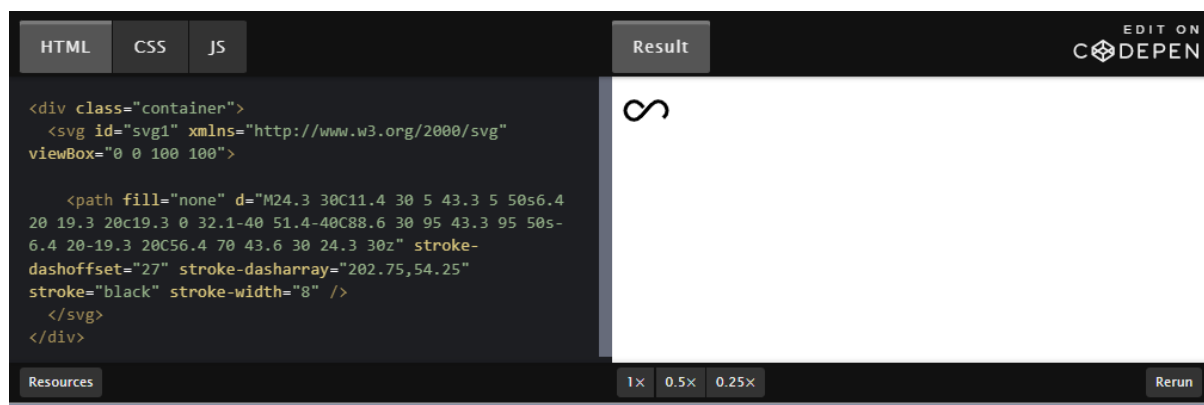 HTML CSS JS Result EDIT ON
CODEPEN
<div class="container">
<svg id="svg1" xmlns="http://www.w3.org/2000/svg"
viewBox="0 0 100 100">
<path fill="none" d="M24.3 30C11.4 30 5 43.3 5 50s6.4
20 19.3 20c19.3 0 32.1-40 51.4-40C88.6 30 95 43.3 95 50s-
6.4 20-19.3 20C56.4 70 43.6 30 24.3 30z" stroke-
dashoffset="27" stroke-dasharray="202.75,54.25"
stroke="black" stroke-width="8" />
</svg>
</div>
Resources 1× 0.5× 0.25× Rerun